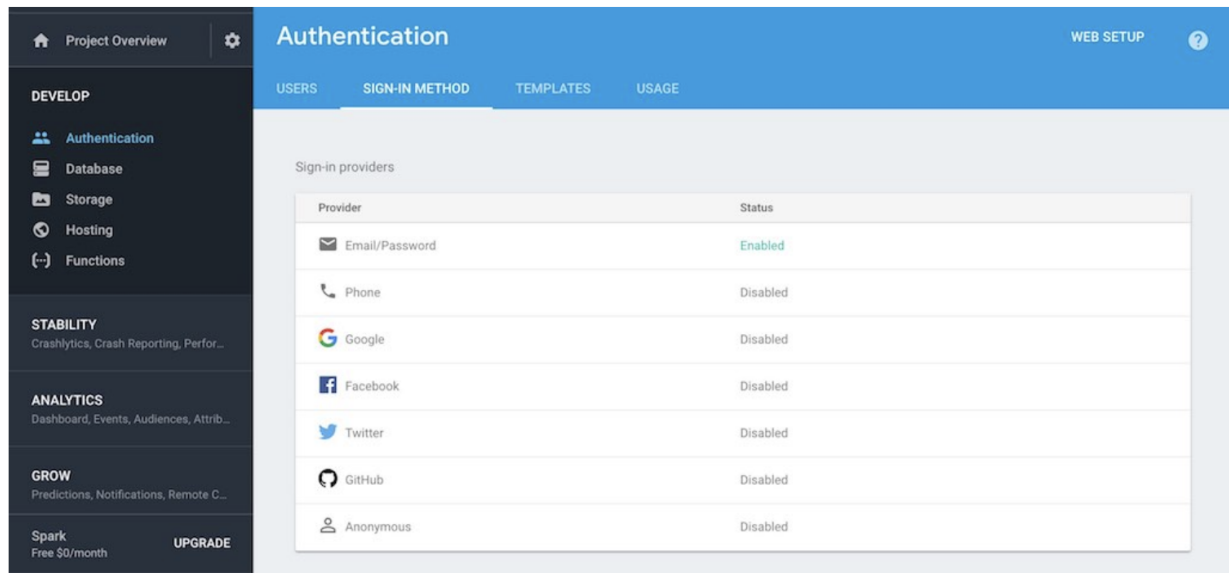 Project Overview
DEVELOP
Authentication
Database
Storage
Hosting
Functions
STABILITY
Crashlytics, Crash Reporting, Perfor...
ANALYTICS
Dashboard, Events, Audiences, Attrib...
GROW
Predictions, Notifications, Remote C...
Spark
Free $0/month
UPGRADE
Authentication
WEB SETUP
USERS SIGN-IN METHOD TEMPLATES USAGE
Sign-in providers
Provider Status
Email/Password Enabled
Phone Disabled
Google Disabled
Facebook Disabled
Twitter Disabled
GitHub Disabled
Anonymous Disabled